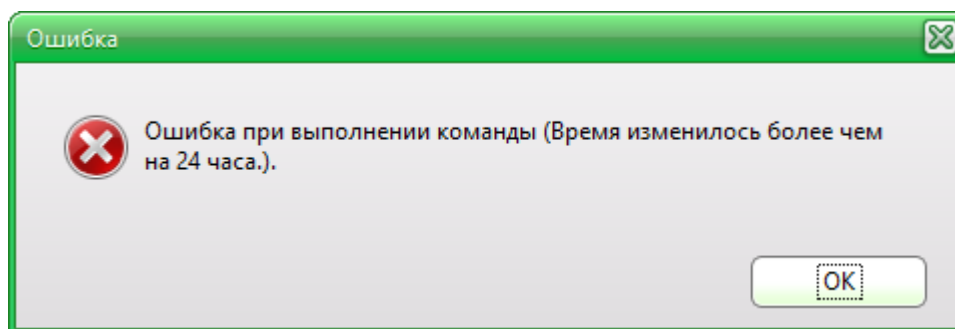 Ошибка
Ошибка при выполнении команды (Время изменилось более чем
на 24 часа.).
OK